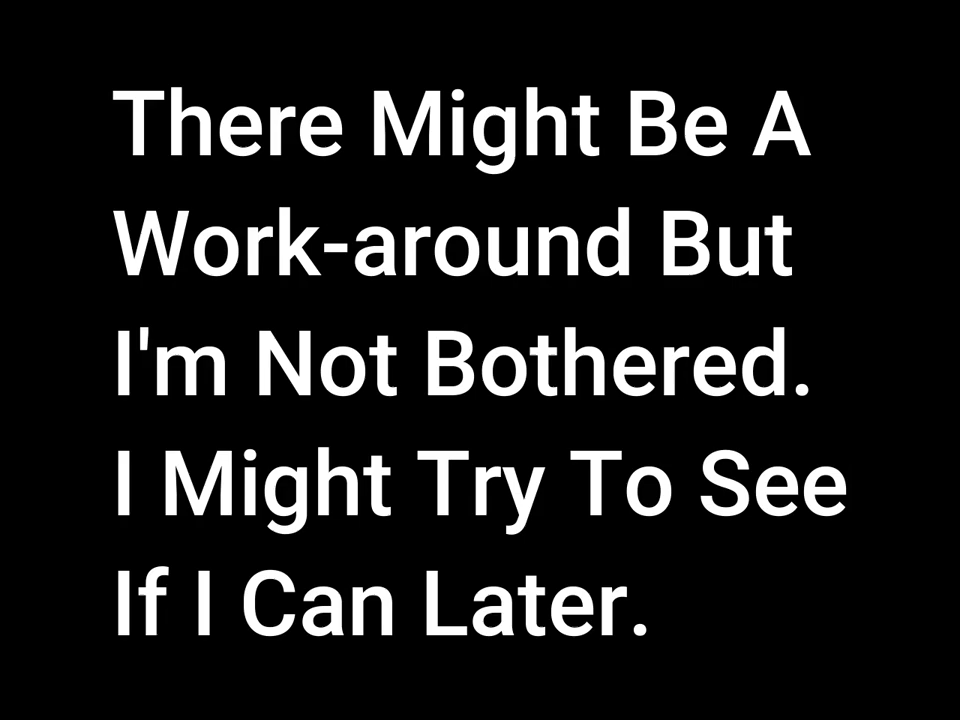 There Might Be A
Work-around But
I'm Not Bothered.
I Might Try To See
If I Can Later.